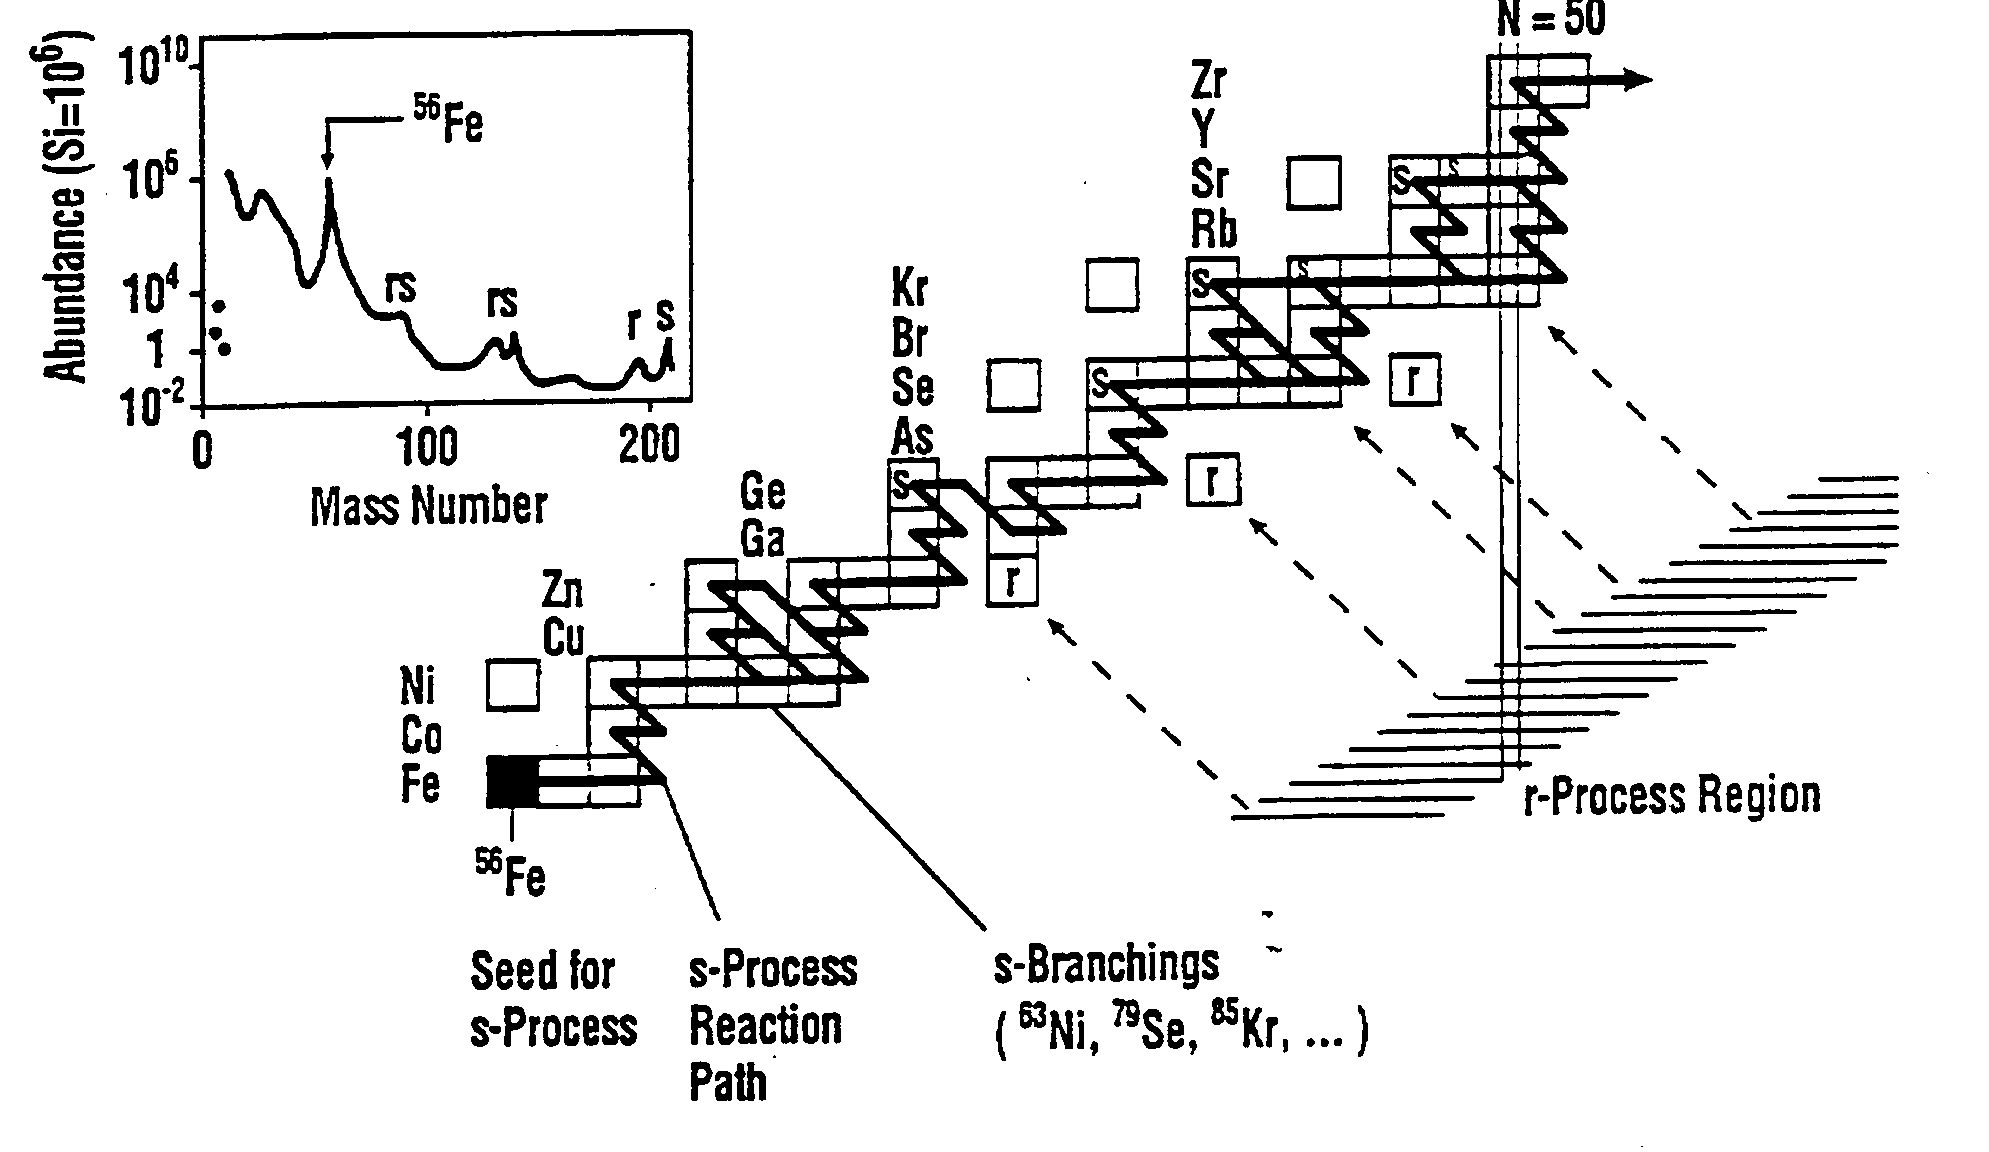 N = 50
Abundance (Si=10⁶)
10¹⁰
10⁶
10⁴
1
10⁻²
⁵⁶Fe
rs
rs
r
s
0
100
200
Mass Number
Zr
Y
Sr
Rb
Kr
Br
Se
As
Ge
Ga
Zn
Cu
Ni
Co
Fe
S
s
S
s
S
r
S
r
S
r
⁵⁶Fe
r-Process Region
Seed for
s-Process
s-Process
Reaction
Path
s-Branchings
( ⁶³Ni, ⁷⁹Se, ⁸⁵Kr, ... )